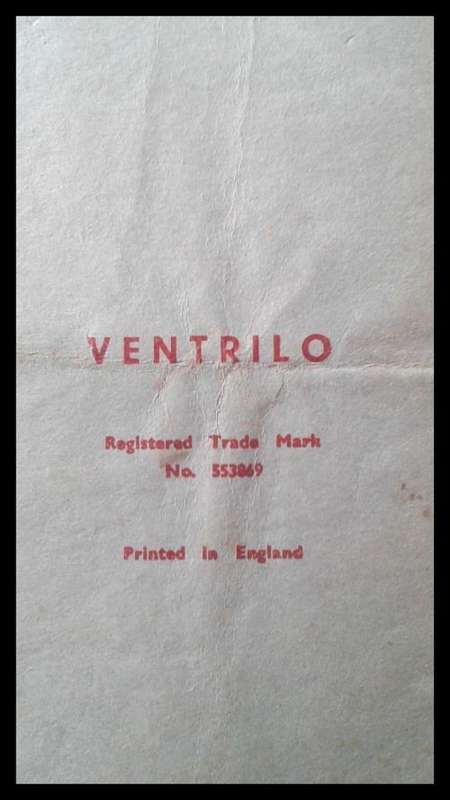 VENTRILO
Registered Trade Mark
No. 553869
Printed in England